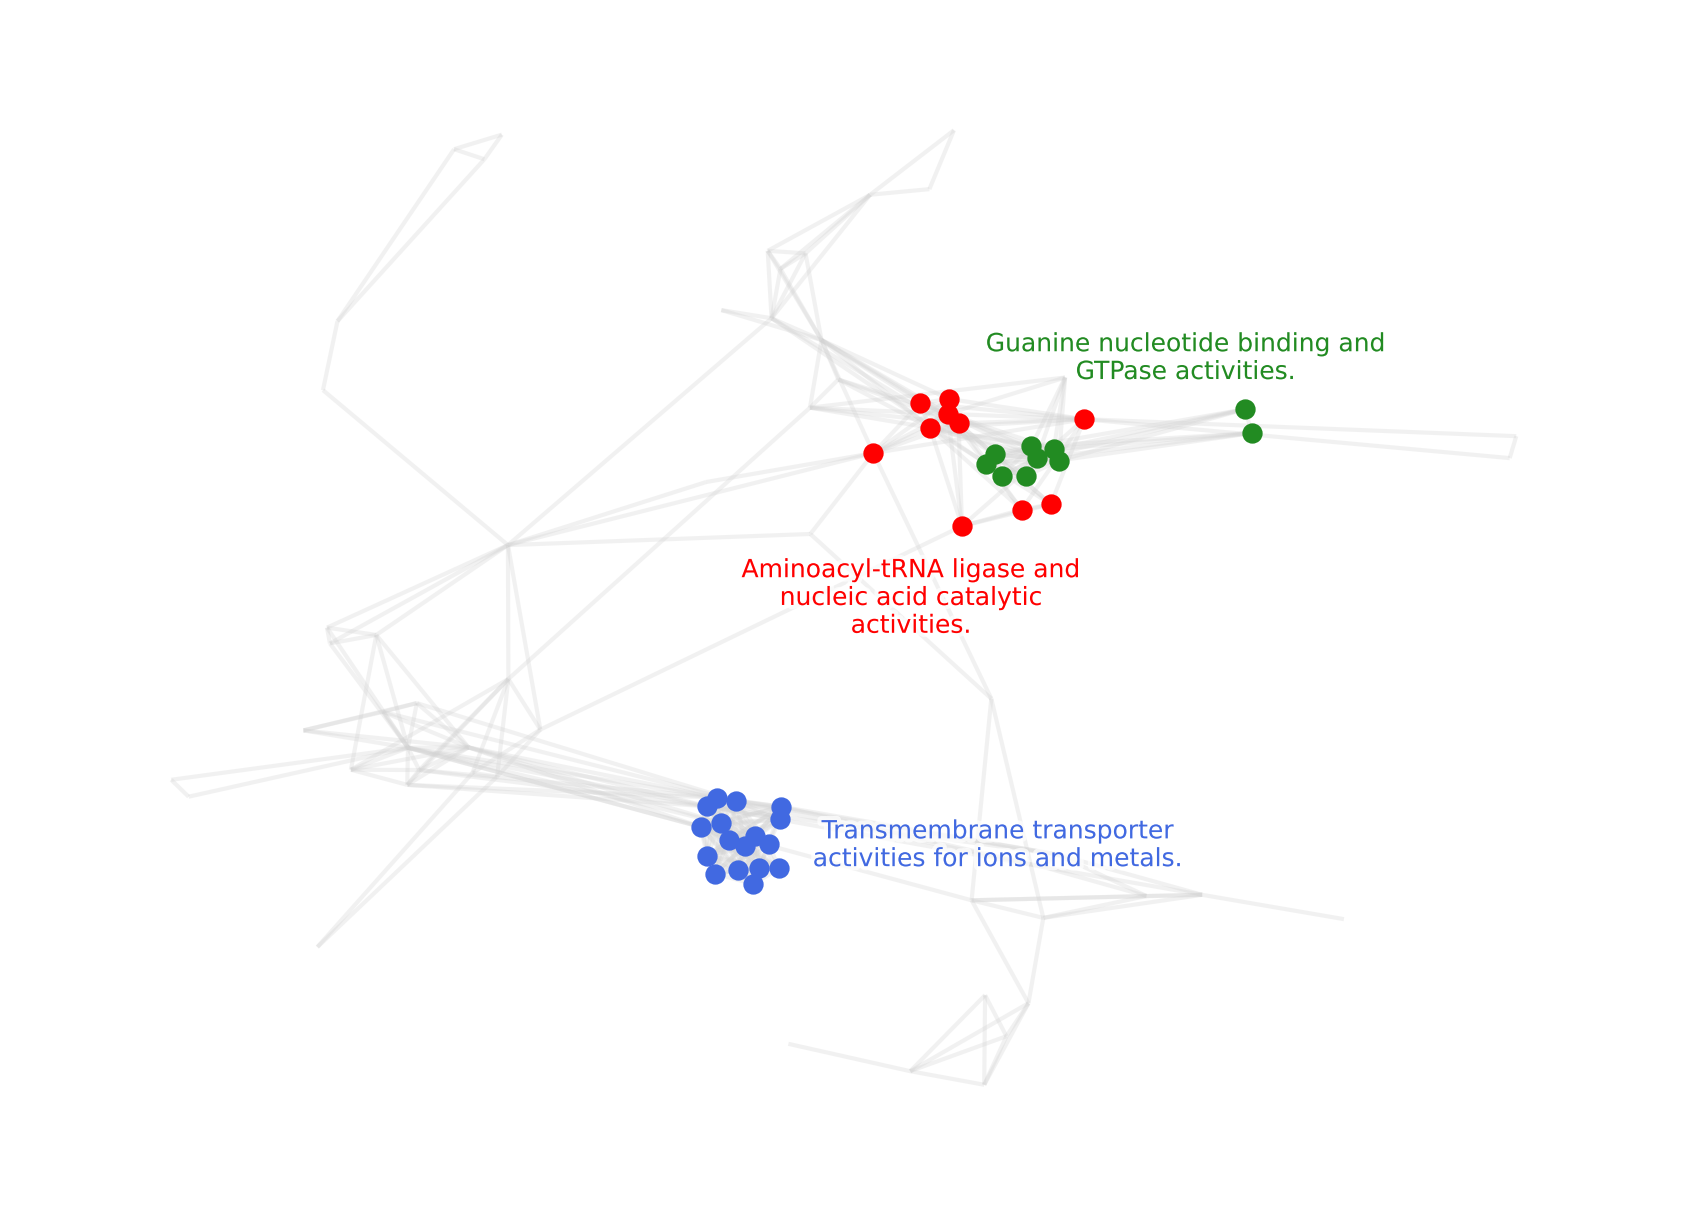 Guanine nucleotide binding and
GTPase activities.
Aminoacyl-tRNA ligase and
nucleic acid catalytic
activities.
Transmembrane transporter
activities for ions and metals.